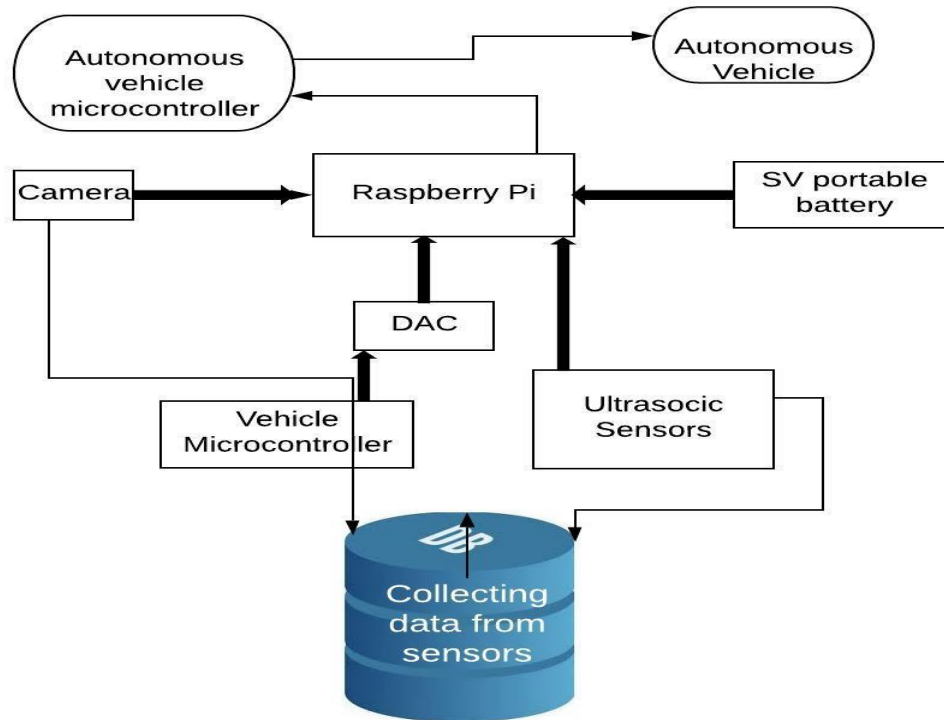 Autonomous
vehicle
microcontroller
Autonomous
Vehicle
Camera
Raspberry Pi
SV portable
battery
DAC
Vehicle
Microcontroller
Ultrasocic
Sensors
DB
Collecting
data from
sensors